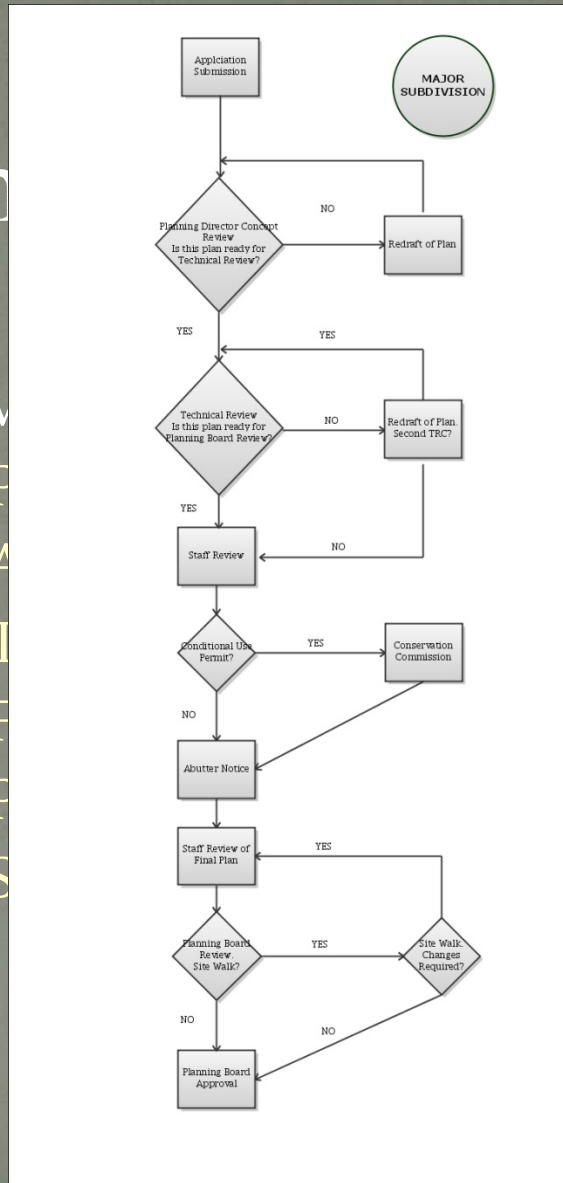 Applciation
Submission
MAJOR
SUBDIVISION
Planning Director Concept
Review
Is this plan ready for
Technical Review?
NO
Redraft of Plan
YES
YES
Technical Review
Is this plan ready for
Planning Board Review?
NO
Redraft of Plan.
Second TRC?
YES
Staff Review
NO
Conditional Use
Permit?
YES
Conservation
Commission
NO
Abutter Notice
Staff Review of
Final Plan
YES
Planning Board
Review.
Site Walk?
YES
Site Walk.
Changes
Required?
NO
NO
Planning Board
Approval